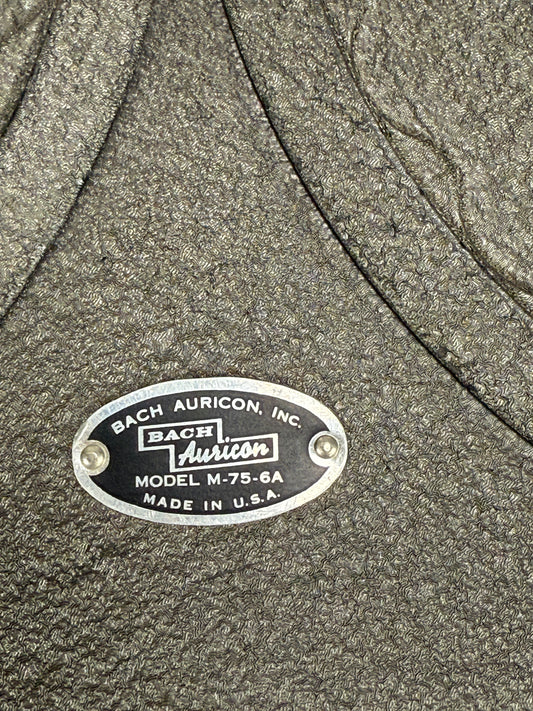 BACH AURICON, INC.
BACH
Auricon
MODEL M-75-6A
MADE IN U.S.A.